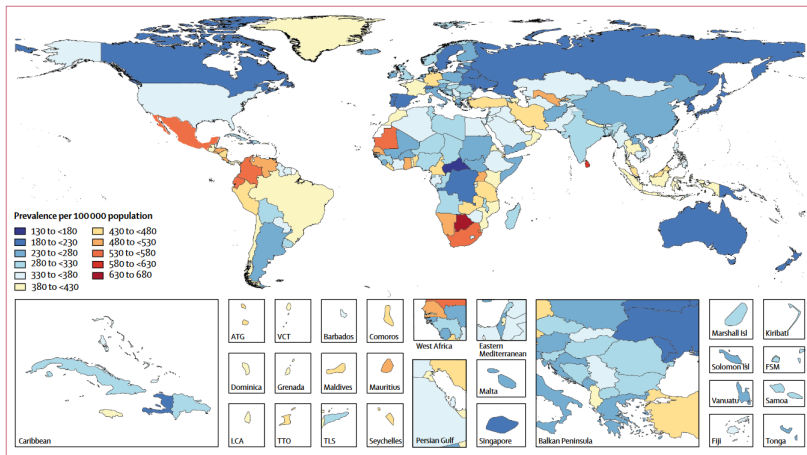 Prevalence per 100 000 population
130 to <180
180 to <230
230 to <280
280 to <330
330 to <380
380 to <430
430 to <480
480 to <530
530 to <580
580 to <630
630 to 680
Caribbean
ATG
VCT
Barbados
Comoros
Dominica
Grenada
Maldives
Mauritius
LCA
TTO
TLS
Seychelles
West Africa
Eastern
Mediterranean
Persian Gulf
Malta
Singapore
Balkan Peninsula
Marshall Isl
Kiribati
Solomon Isl
FSM
Vanuatu
Samoa
Fiji
Tonga